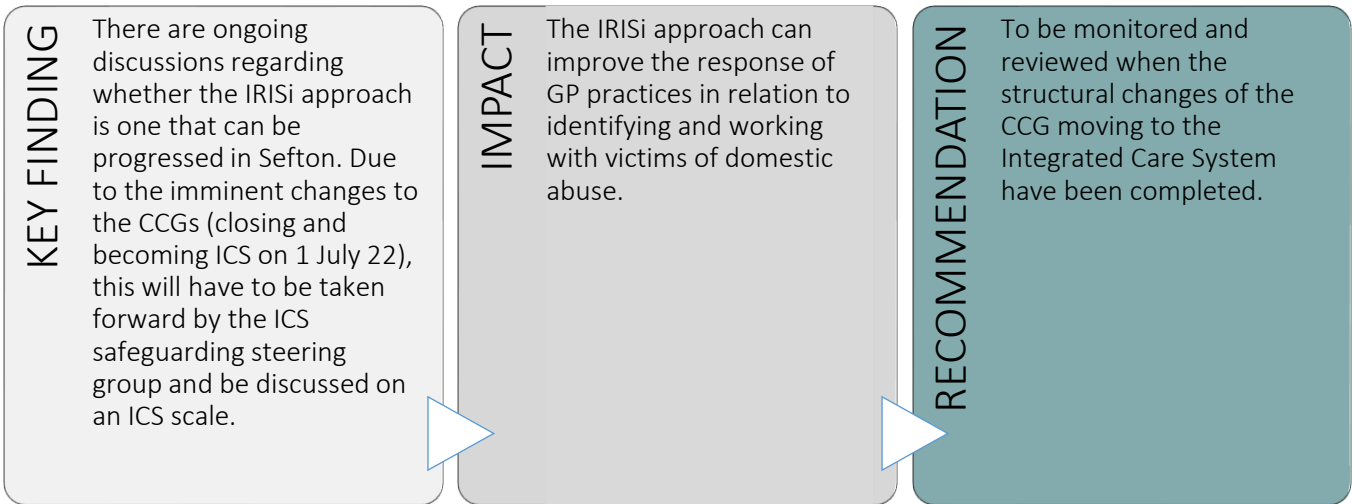 KEY FINDING
There are ongoing
discussions regarding
whether the IRISi approach
is one that can be
progressed in Sefton. Due
to the imminent changes to
the CCGs (closing and
becoming ICS on 1 July 22),
this will have to be taken
forward by the ICS
safeguarding steering
group and be discussed on
an ICS scale.
IMPACT
The IRISi approach can
improve the response of
GP practices in relation to
identifying and working
with victims of domestic
abuse.
RECOMMENDATION
To be monitored and
reviewed when the
structural changes of the
CCG moving to the
Integrated Care System
have been completed.